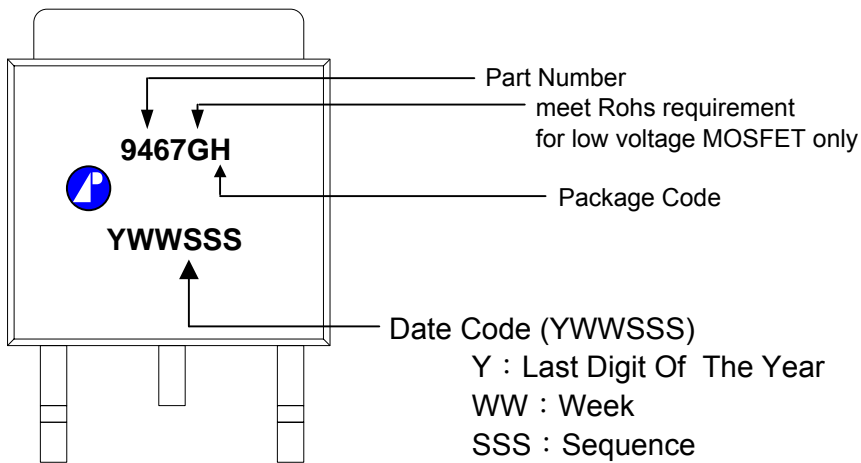 Part Number
meet Rohs requirement
for low voltage MOSFET only
9467GH
Package Code
YWWSSS
Date Code (YWWSSS)
Y：Last Digit Of The Year
WW：Week
SSS：Sequence